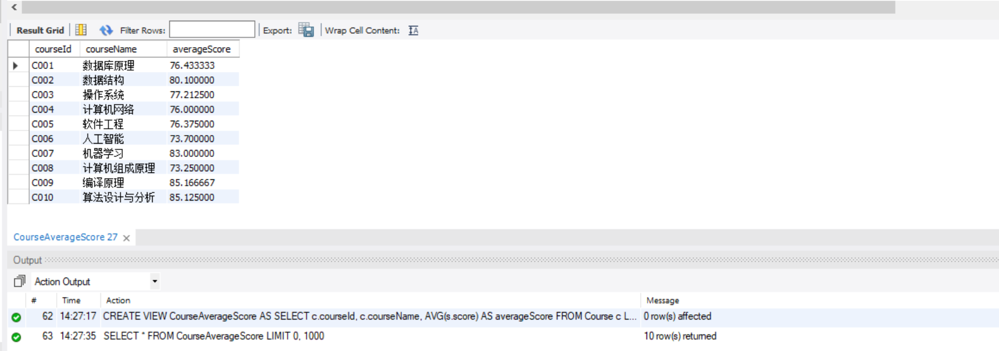 Result Grid Filter Rows: Export: Wrap Cell Content:
courseId courseName averageScore
C001 数据库原理 76.433333
C002 数据结构 80.100000
C003 操作系统 77.212500
C004 计算机网络 76.000000
C005 软件工程 76.375000
C006 人工智能 73.700000
C007 机器学习 83.000000
C008 计算机组成原理 73.250000
C009 编译原理 85.166667
C010 算法设计与分析 85.125000
CourseAverageScore 27
Output
Action Output
# Time Action Message
62 14:27:17 CREATE VIEW CourseAverageScore AS SELECT c.courseId, c.courseName, AVG(s.score) AS averageScore FROM Course c L... 0 row(s) affected
63 14:27:35 SELECT * FROM CourseAverageScore LIMIT 0, 1000 10 row(s) returned